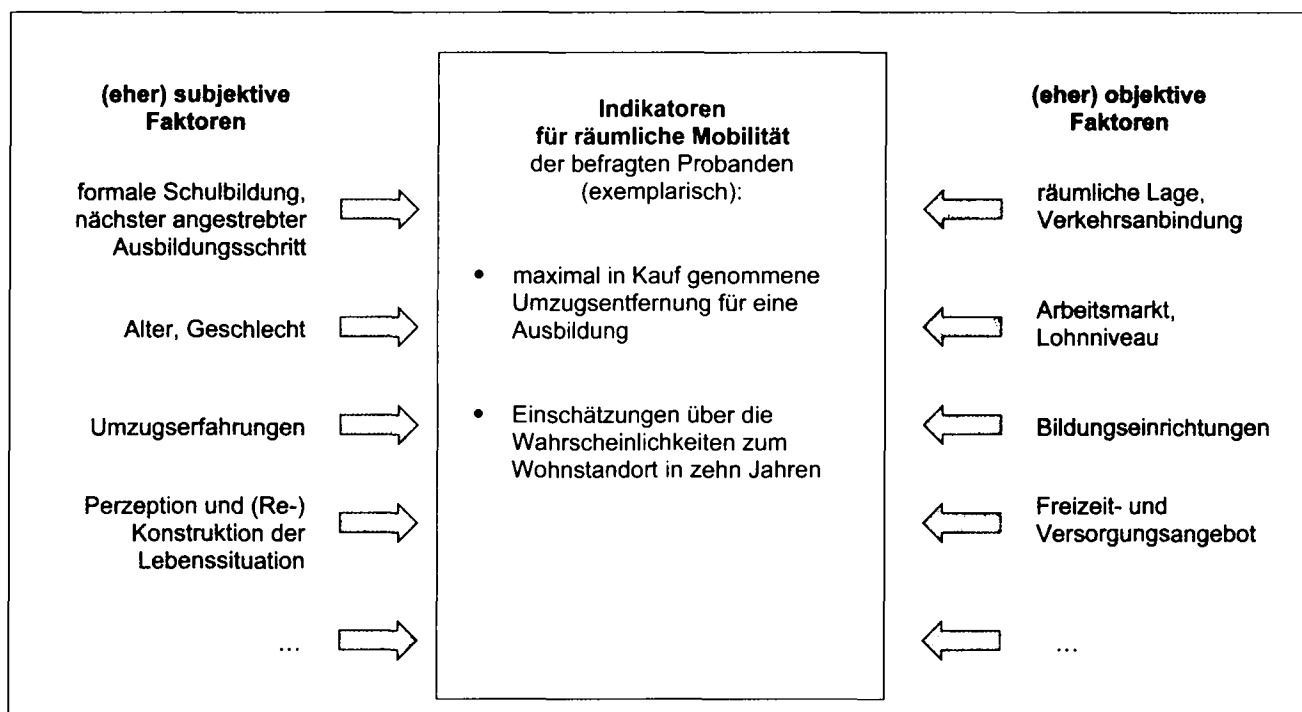 (eher) subjektive
Faktoren
formale Schulbildung,
nächster angestrebter
Ausbildungsschritt
Alter, Geschlecht
Umzugserfahrungen
Perzeption und (Re-)
Konstruktion der
Lebenssituation
...
Indikatoren
für räumliche Mobilität
der befragten Probanden
(exemplarisch):
• maximal in Kauf genommene
Umzugsentfernung für eine
Ausbildung
• Einschätzungen über die
Wahrscheinlichkeiten zum
Wohnstandort in zehn Jahren
(eher) objektive
Faktoren
räumliche Lage,
Verkehrsanbindung
Arbeitsmarkt,
Lohnniveau
Bildungseinrichtungen
Freizeit- und
Versorgungsangebot
...